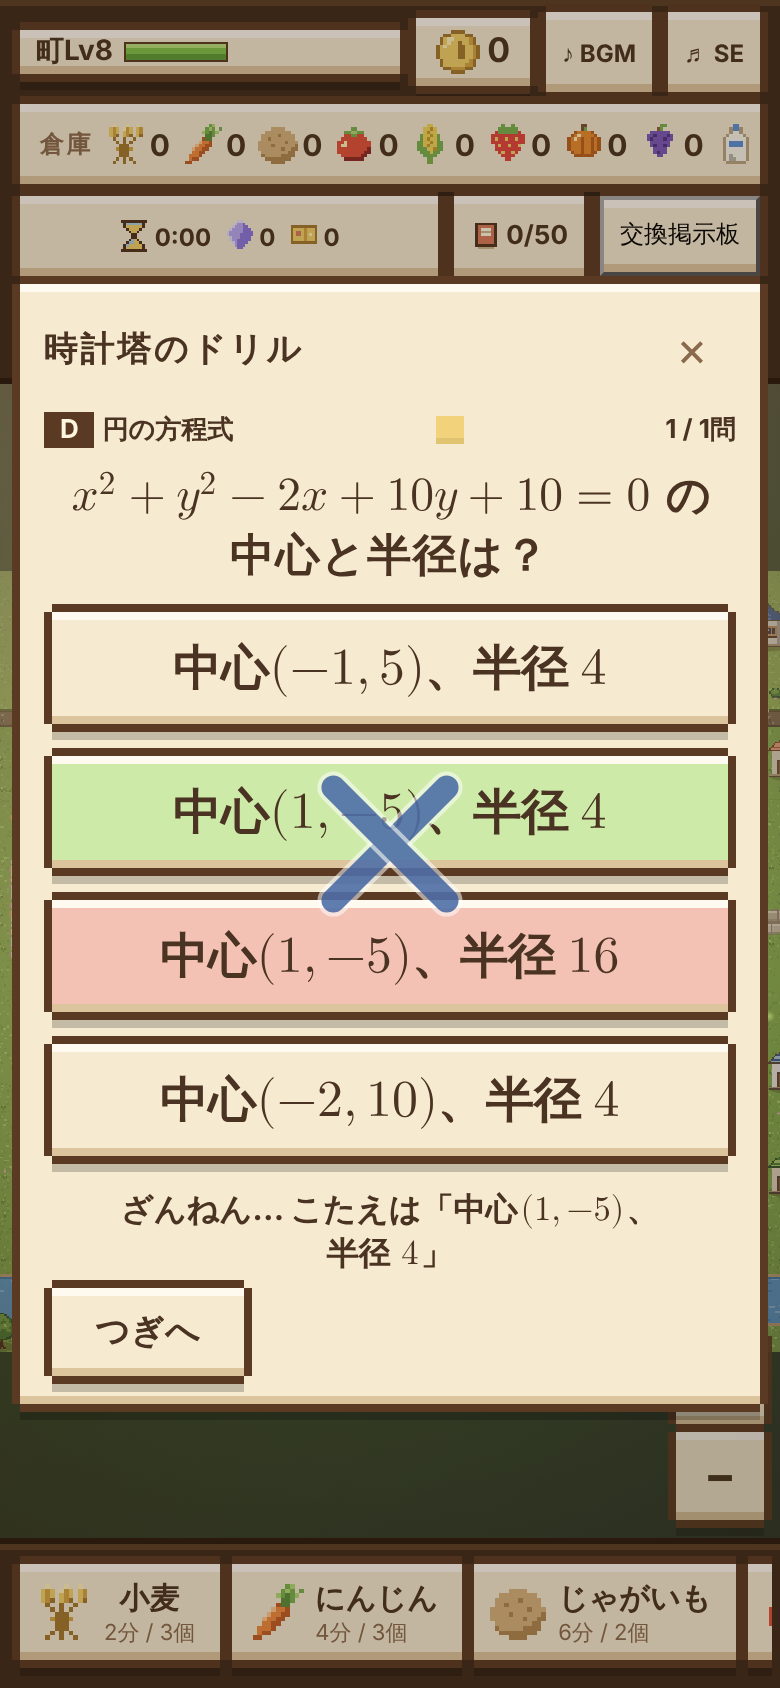 町Lv8
0
♪ BGM
♬ SE
倉庫 0 0 0 0 0 0 0 0
0:00 0 0
0/50
交換掲示板
時計塔のドリル
×
D 円の方程式
1 / 1問
x² + y² − 2x + 10y + 10 = 0 の
中心と半径は？
中心(−1, 5)、半径 4
中心(1, −5)、半径 4
中心(1, −5)、半径 16
中心(−2, 10)、半径 4
ざんねん… こたえは「中心(1, −5)、
半径 4」
つぎへ
−
小麦
2分 / 3個
にんじん
4分 / 3個
じゃがいも
6分 / 2個